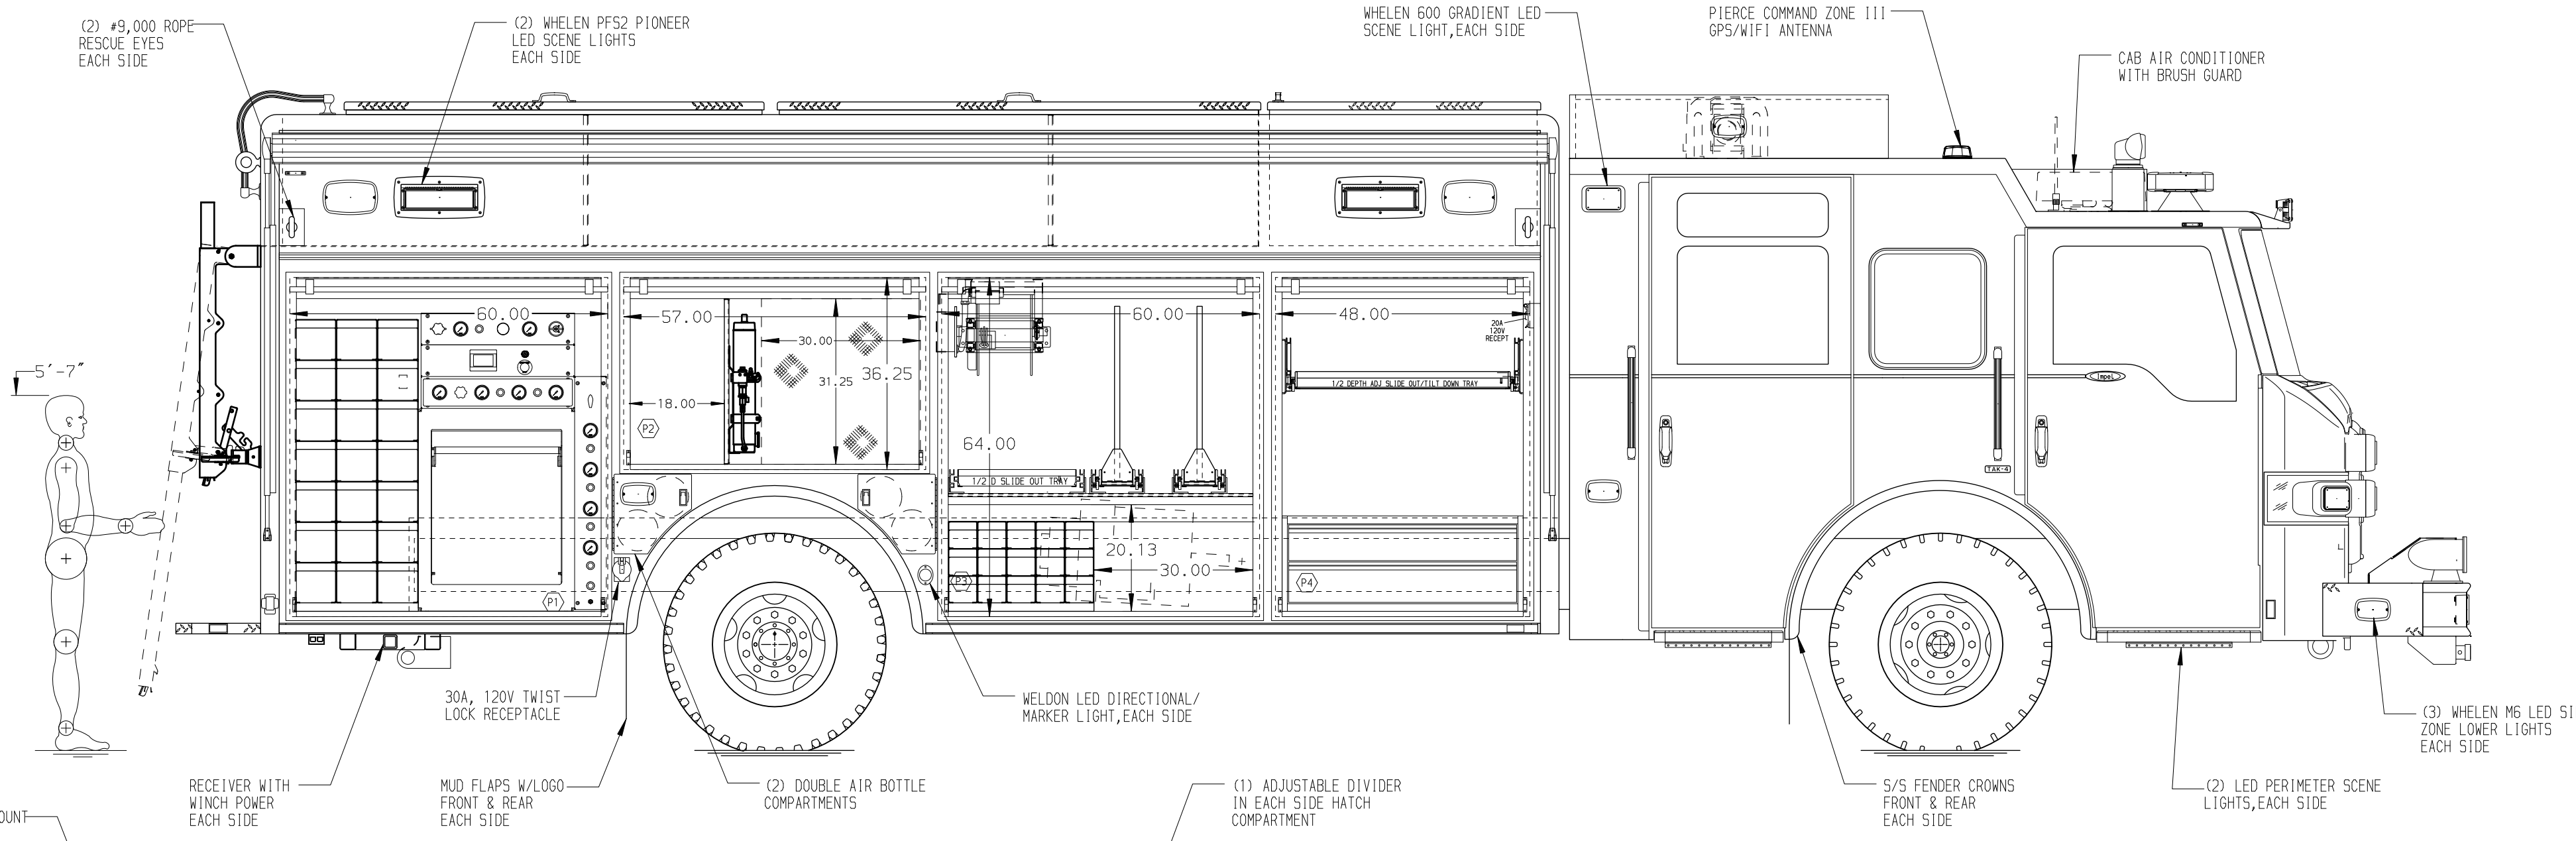 (2) #9,000 ROPE
RESCUE EYES
EACH SIDE
(2) WHELEN PFS2 PIONEER
LED SCENE LIGHTS
EACH SIDE
WHELEN 600 GRADIENT LED
SCENE LIGHT,EACH SIDE
PIERCE COMMAND ZONE III
GPS/WIFI ANTENNA
CAB AIR CONDITIONER
WITH BRUSH GUARD
5'-7"
60.00
57.00
30.00
31.25
36.25
18.00
P2
P1
60.00
64.00
1/2 D SLIDE OUT TRAY
20.13
30.00
P3
48.00
20A
120V
RECEPT
1/2 DEPTH ADJ SLIDE OUT/TILT DOWN TRAY
P4
Impel
TAK-4
30A, 120V TWIST
LOCK RECEPTACLE
WELDON LED DIRECTIONAL/
MARKER LIGHT,EACH SIDE
(3) WHELEN M6 LED SI
ZONE LOWER LIGHTS
EACH SIDE
RECEIVER WITH
WINCH POWER
EACH SIDE
MUD FLAPS W/LOGO
FRONT & REAR
EACH SIDE
(2) DOUBLE AIR BOTTLE
COMPARTMENTS
(1) ADJUSTABLE DIVIDER
IN EACH SIDE HATCH
COMPARTMENT
S/S FENDER CROWNS
FRONT & REAR
EACH SIDE
(2) LED PERIMETER SCENE
LIGHTS,EACH SIDE
OUNT